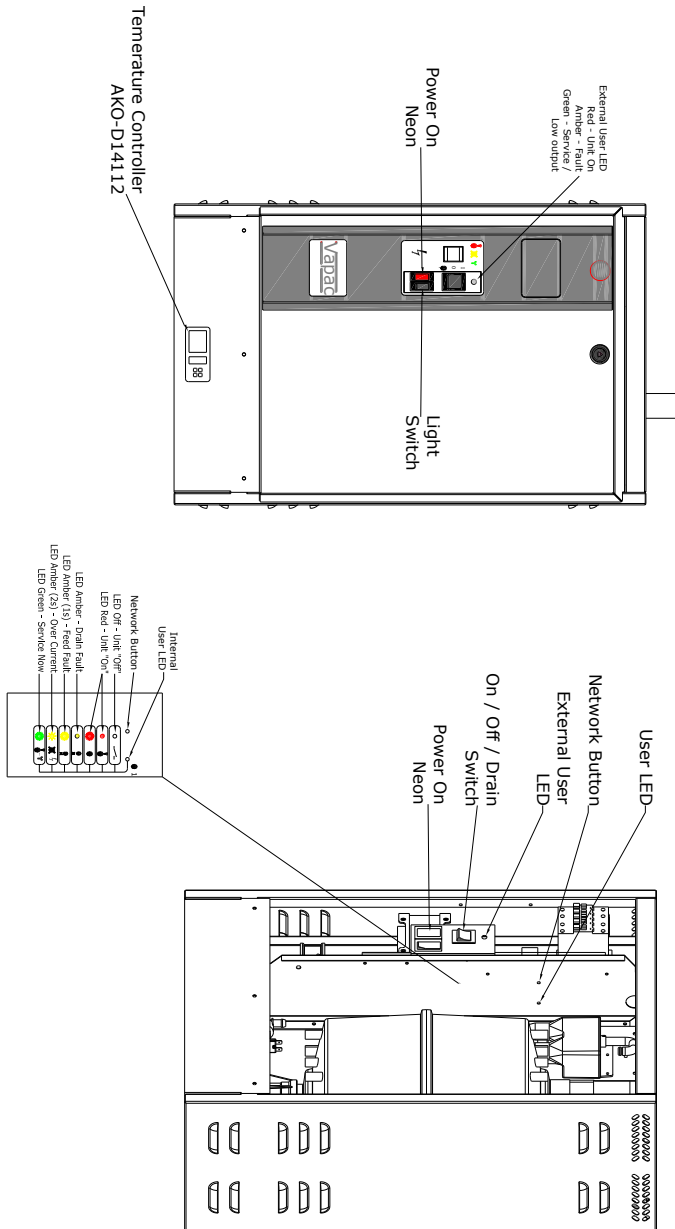 External User LED
Red - Unit On
Amber - Fault
Green - Service /
Low output
Power On
Neon
Temerature Controller
AKO-D14112
Vapac
Light
Switch
User LED
Network Button
External User
LED
On / Off / Drain
Switch
Power On
Neon
Internal
User LED
Network Button
LED Off - Unit "Off"
LED Red - Unit "On"
LED Amber - Drain Fault
LED Amber (1s) - Feed Fault
LED Amber (2s) - Over Current
LED Green - Service Now